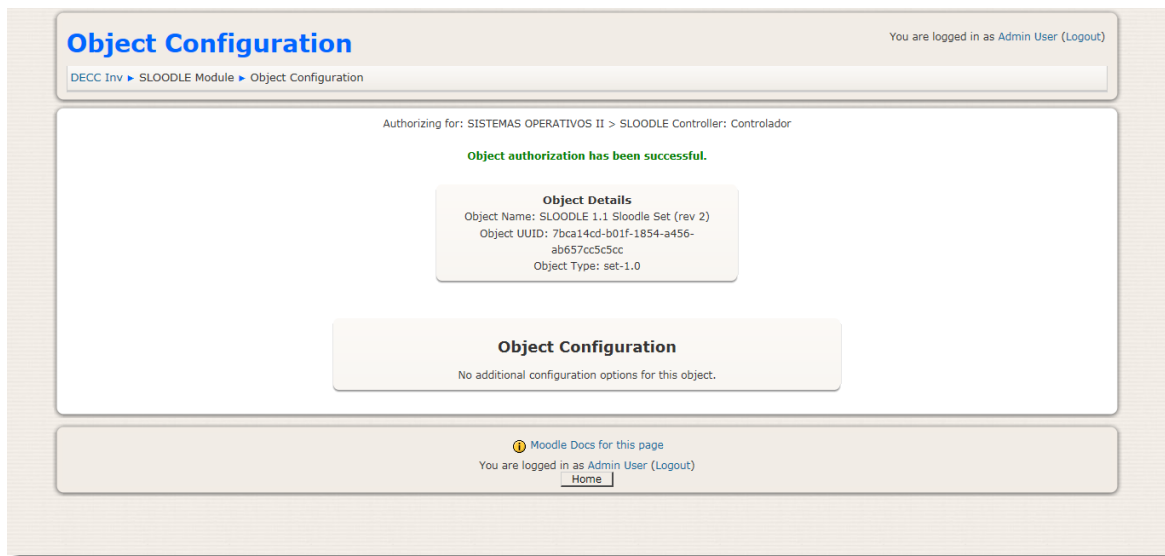 Object Configuration
You are logged in as Admin User (Logout)
DECC Inv ► SLOODLE Module ► Object Configuration
Authorizing for: SISTEMAS OPERATIVOS II > SLOODLE Controller: Controlador
Object authorization has been successful.
Object Details
Object Name: SLOODLE 1.1 Sloodle Set (rev 2)
Object UUID: 7bca14cd-b01f-1854-a456-
ab657cc5c5cc
Object Type: set-1.0
Object Configuration
No additional configuration options for this object.
Moodle Docs for this page
You are logged in as Admin User (Logout)
Home